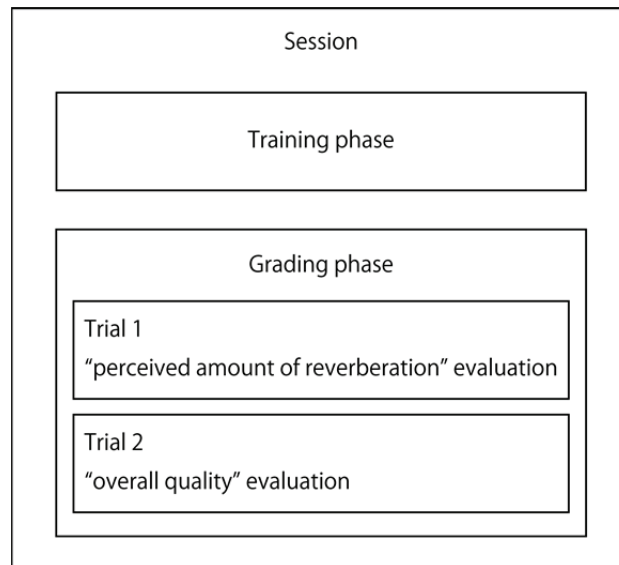 Session
Training phase
Grading phase
Trial 1
“perceived amount of reverberation” evaluation
Trial 2
“overall quality” evaluation